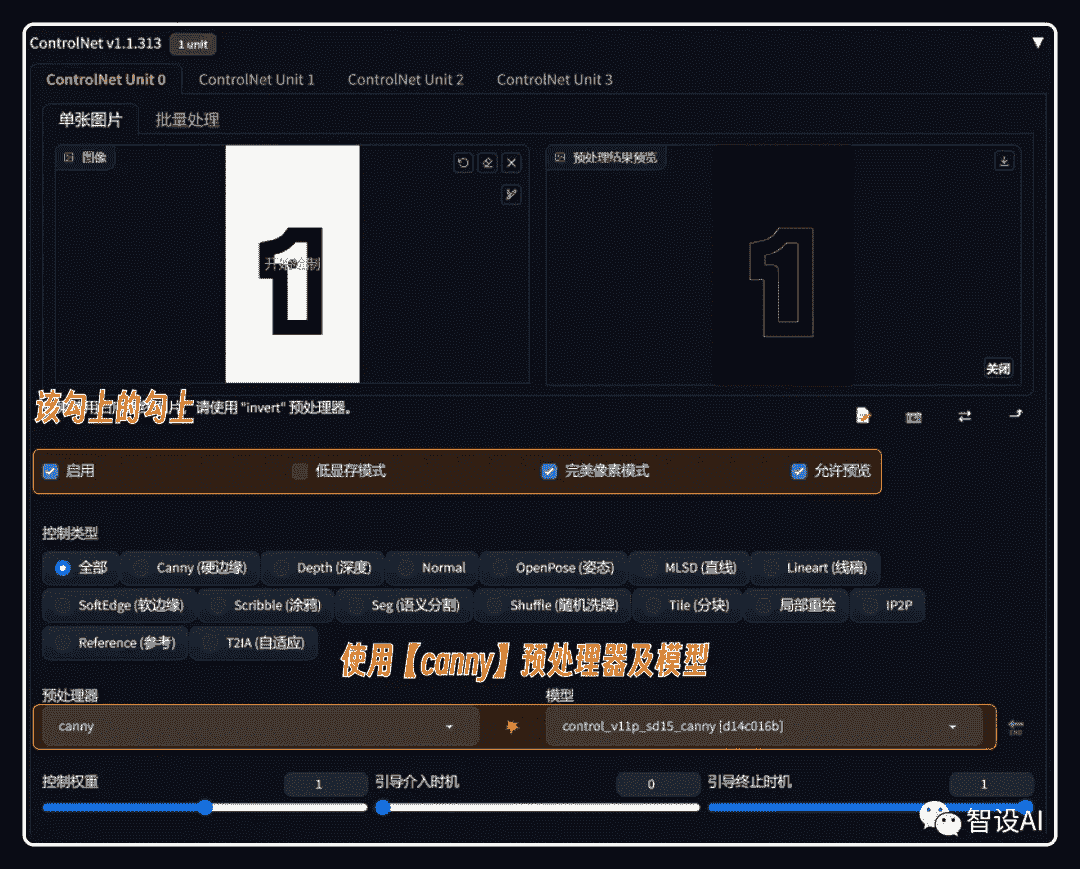 ControlNet v1.1.313 1 unit
ControlNet Unit 0 ControlNet Unit 1 ControlNet Unit 2 ControlNet Unit 3
单张图片 批量处理
图像 预处理结果预览
1 1
开始绘制
关闭
该勾上的勾上
请使用 "invert" 预处理器。
启用 低显存模式 完美像素模式 允许预览
控制类型
全部 Canny (硬边缘) Depth (深度) Normal OpenPose (姿态) MLSD (直线) Lineart (线稿)
SoftEdge (软边缘) Scribble (涂鸦) Seg (语义分割) Shuffle (随机洗牌) Tile (分块) 局部重绘 IP2P
Reference (参考) T2IA (自适应)
使用【canny】预处理器及模型
预处理器 模型
canny control_v11p_sd15_canny [d14c016b]
控制权重 1 引导介入时机 0 引导终止时机 1
智设AI